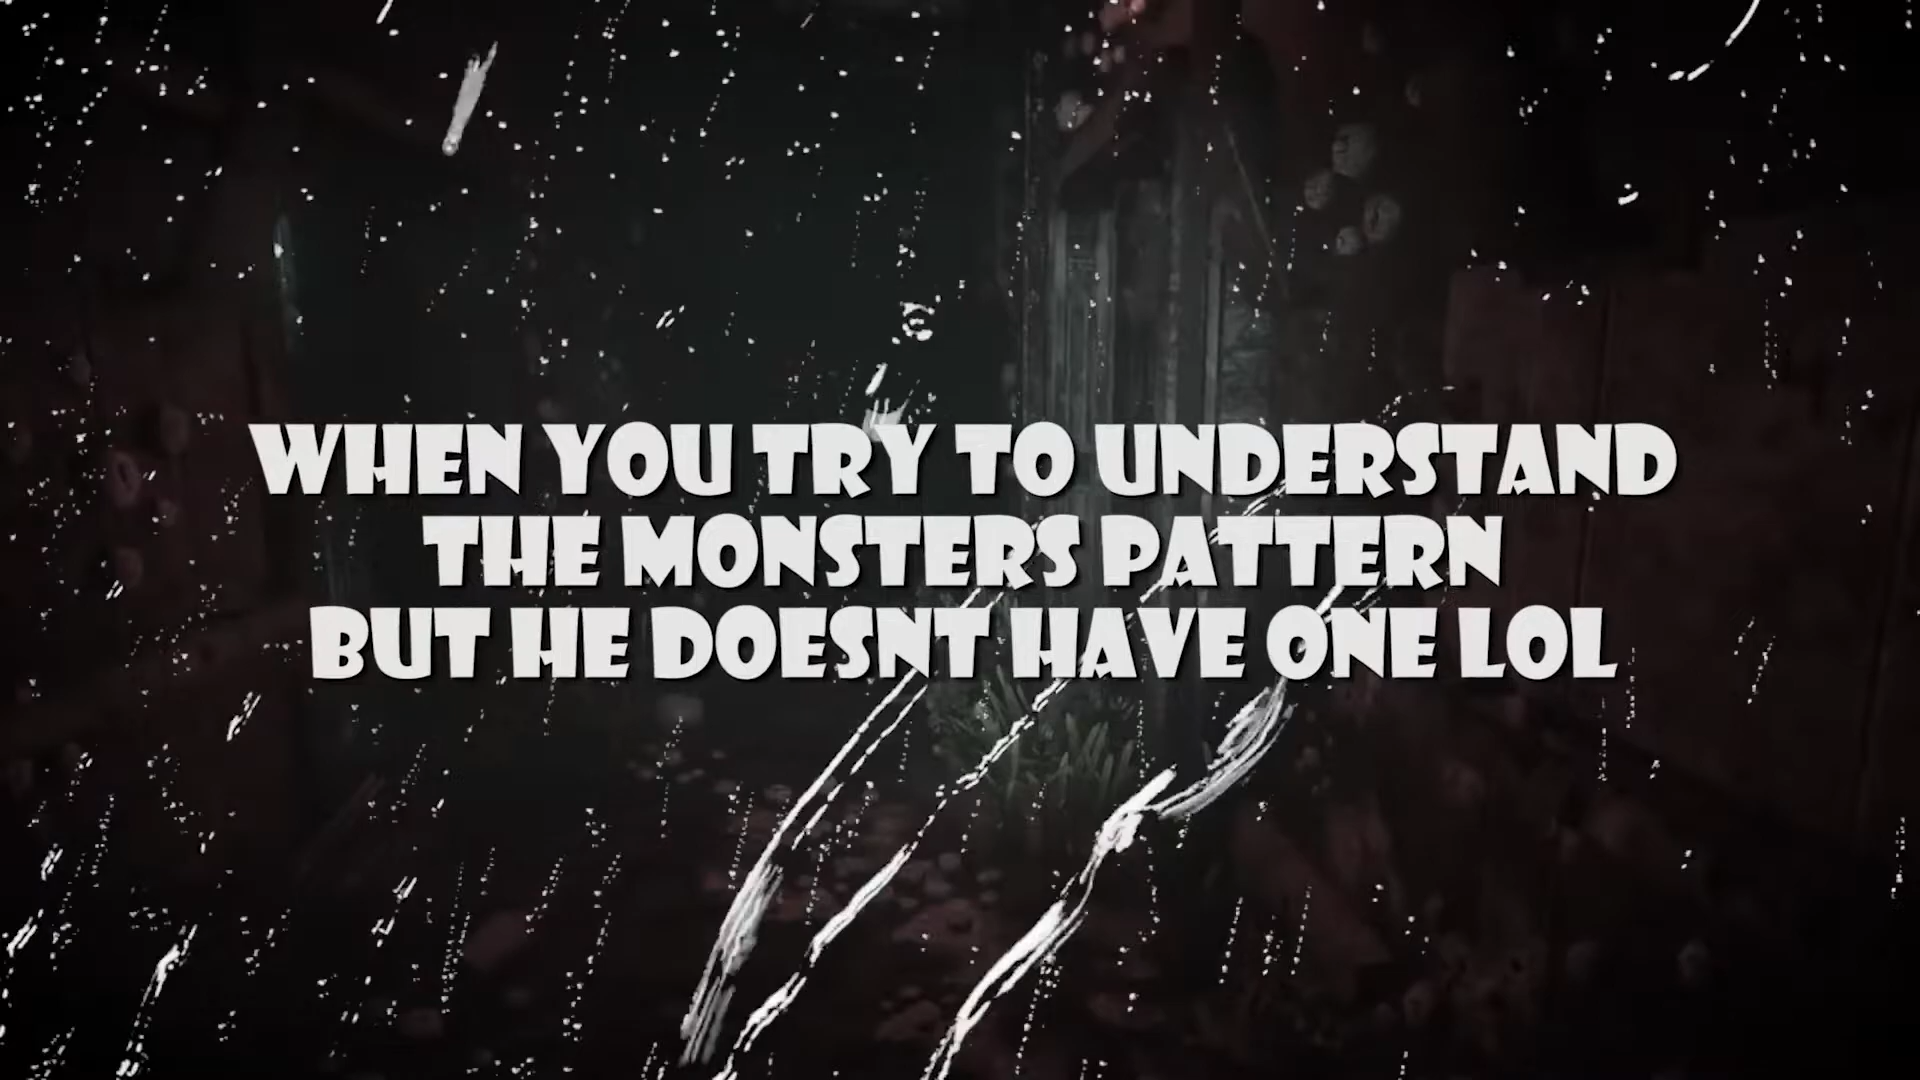 WHEN YOU TRY TO UNDERSTAND
THE MONSTERS PATTERN
BUT HE DOESNT HAVE ONE LOL